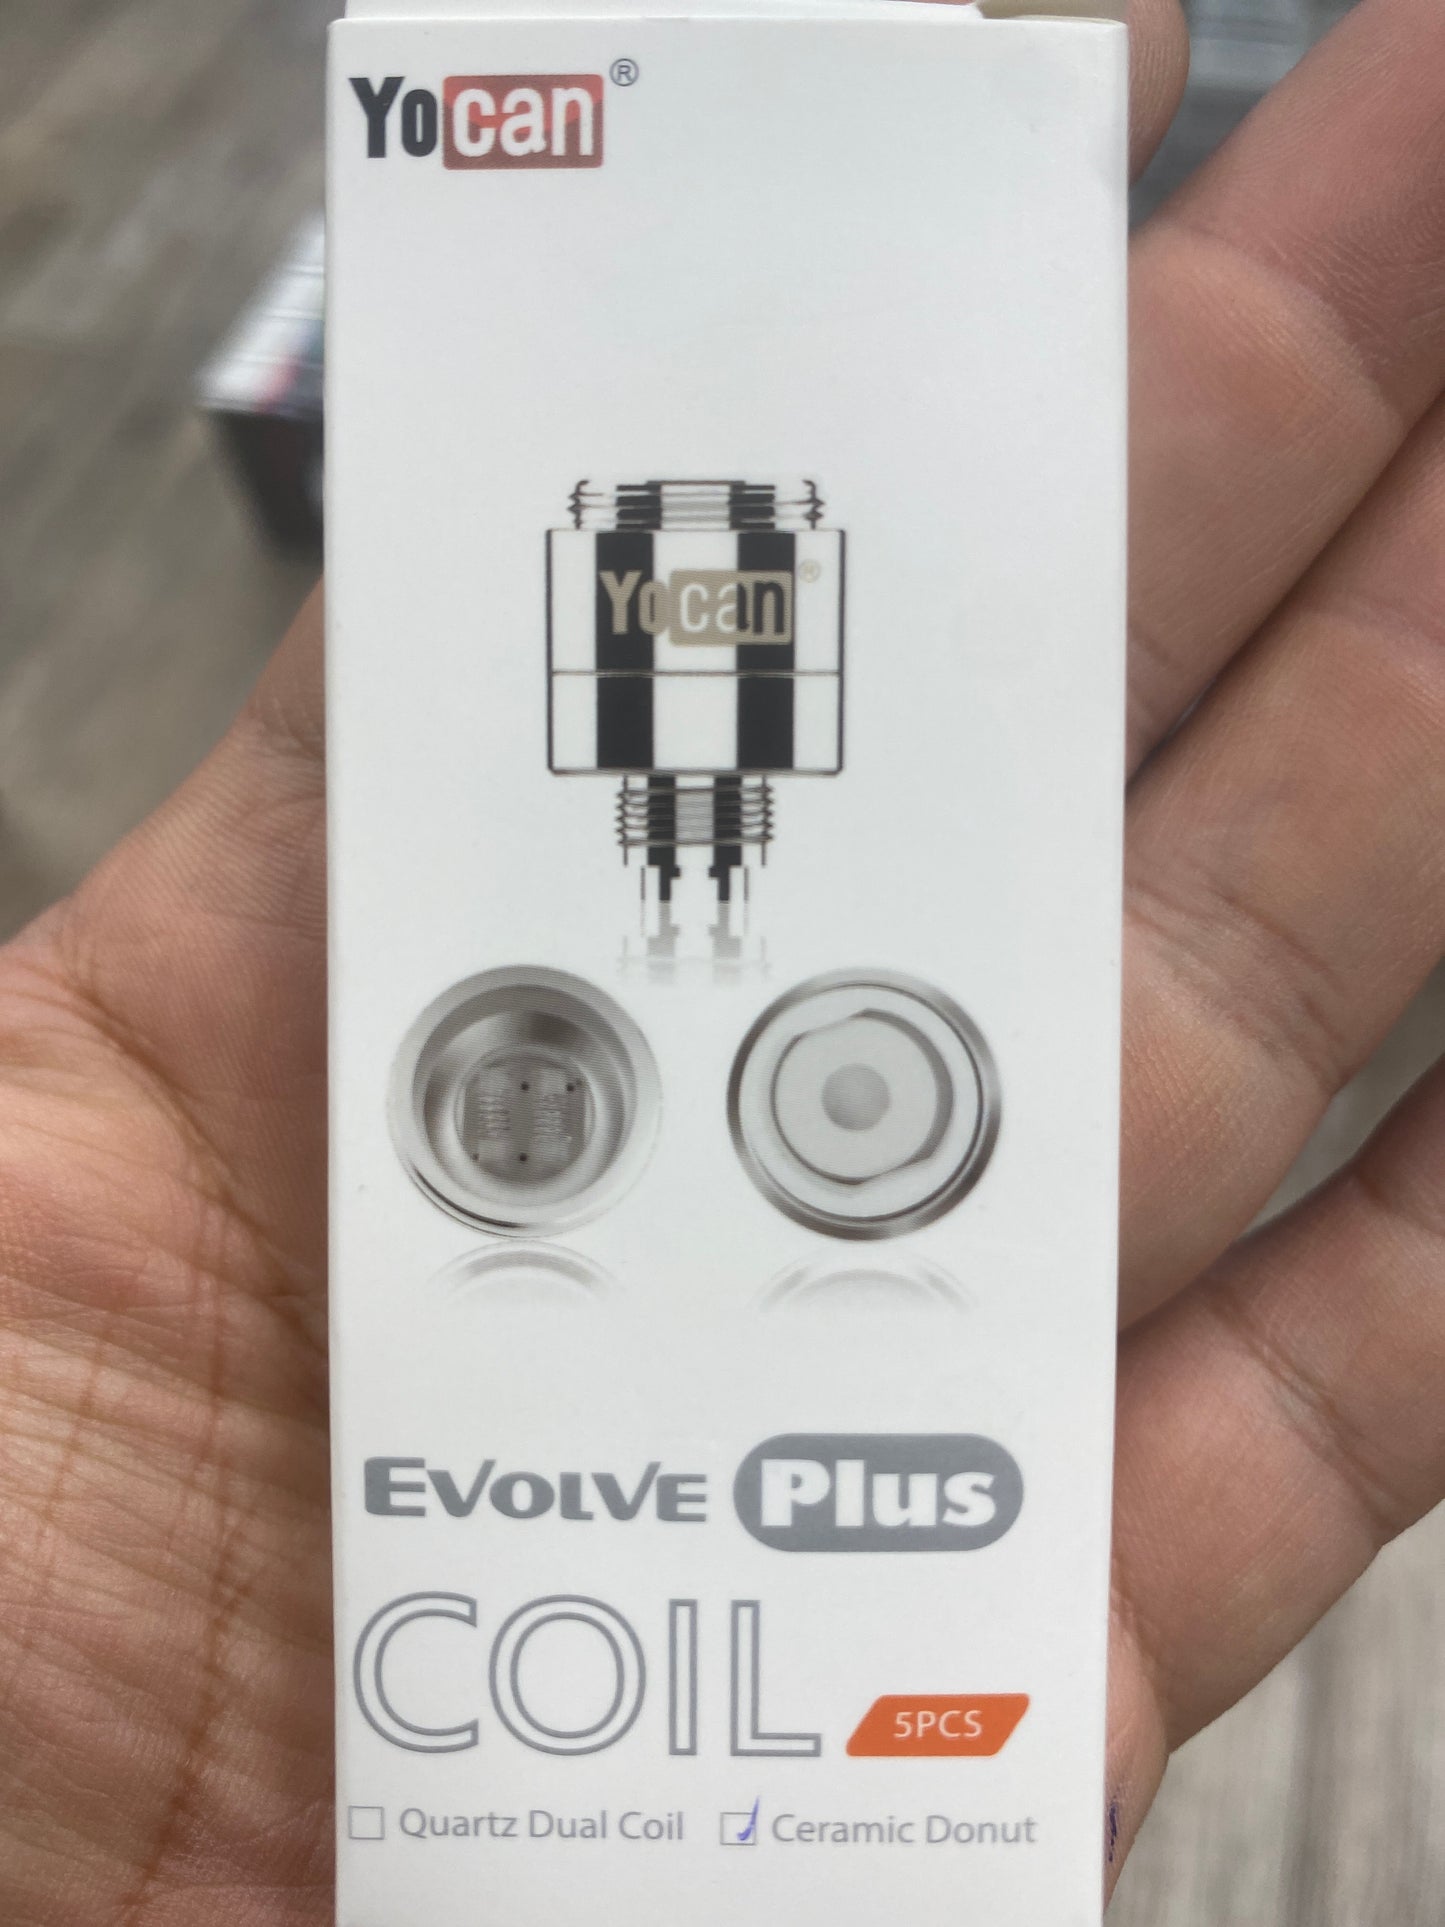 Yocan®
Yocan®
EVOLVE Plus
COIL
5PCS
Quartz Dual Coil Ceramic Donut